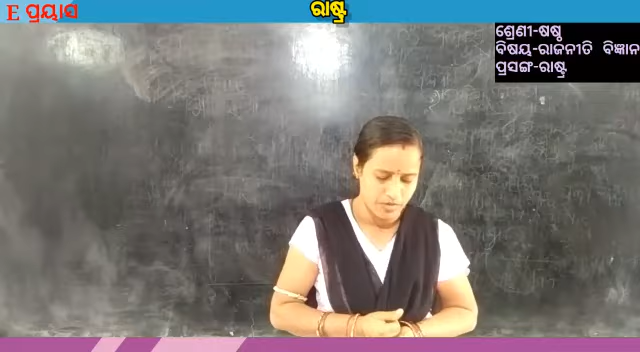 E ପ୍ରୟାସ
ରାଷ୍ଟ୍ର
ଶ୍ରେଣୀ-ଷଷ୍ଠ
ବିଷୟ-ରାଜନୀତି ବିଜ୍ଞାନ
ପ୍ରସଙ୍ଗ-ରାଷ୍ଟ୍ର